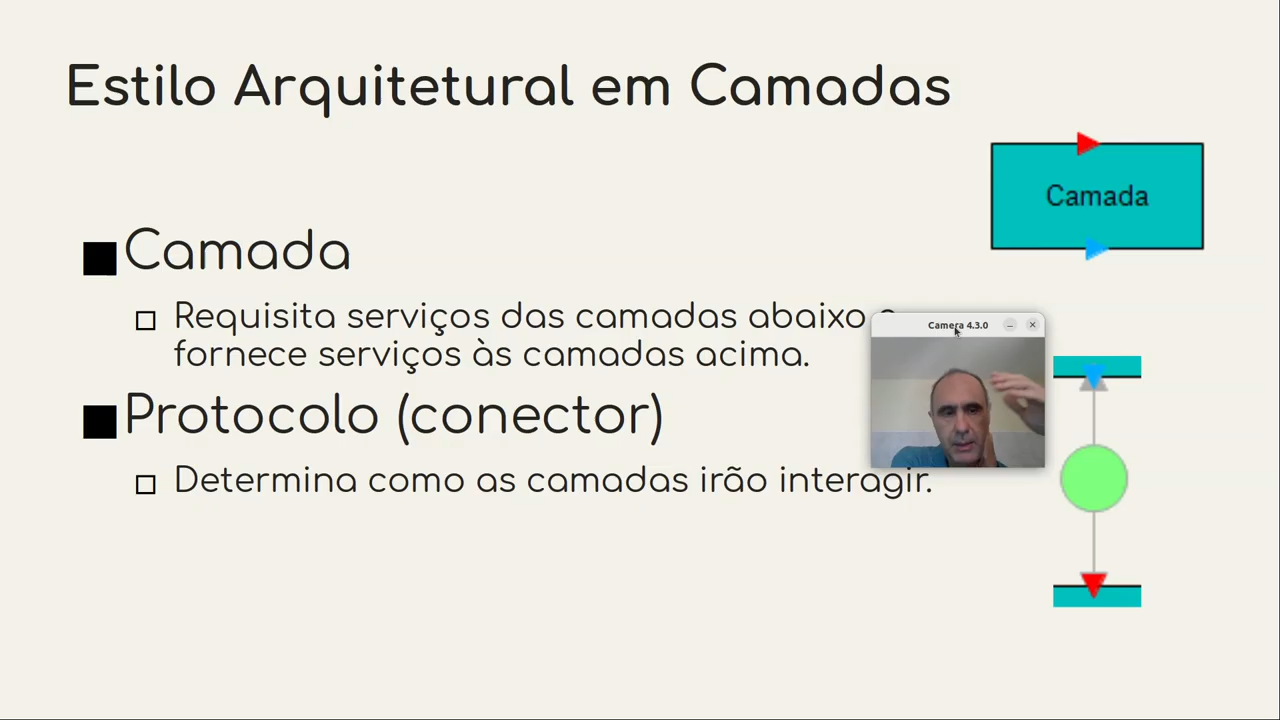 Estilo Arquitetural em Camadas
Camada
Camada
Requisita serviços das camadas abaixo e
fornece serviços às camadas acima.
Camera 4.3.0
Protocolo (conector)
Determina como as camadas irão interagir.